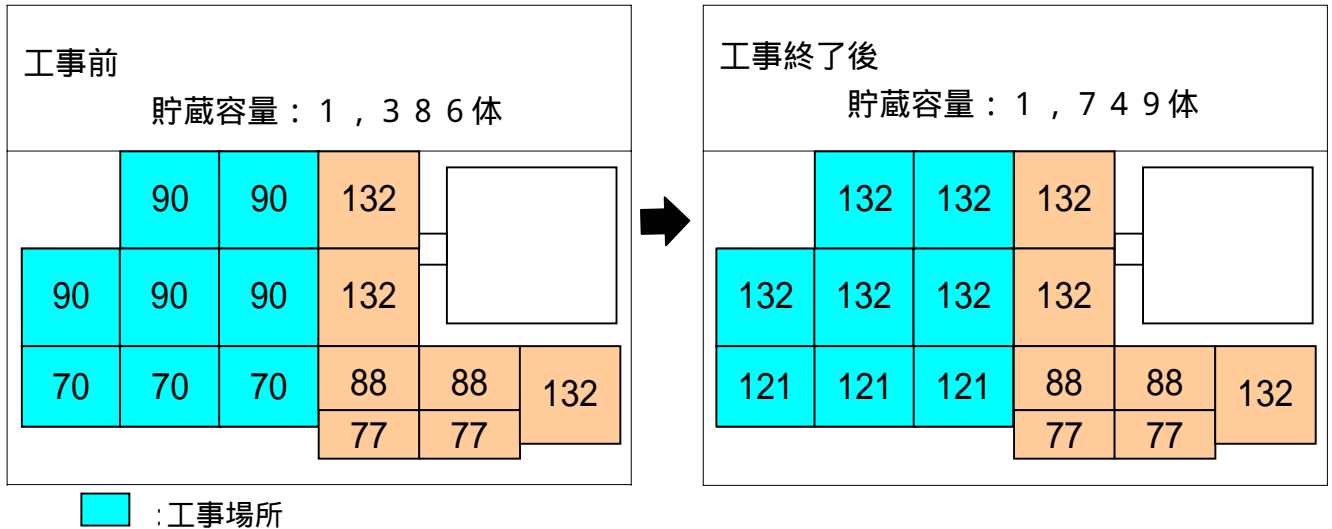 工事前
貯蔵容量：１，３８６体
90 90 132
90 90 90 132
70 70 70 88 88 132
77 77
工事終了後
貯蔵容量：１，７４９体
132 132 132
132 132 132 132
121 121 121 88 88 132
77 77
:工事場所